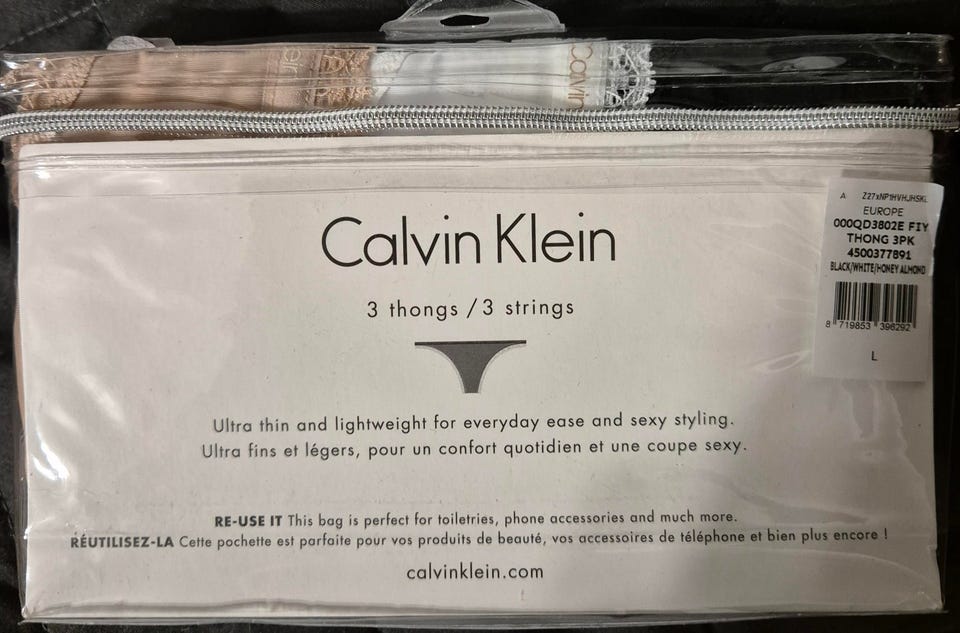 Calvin
A Z27xNP1HVHJHSKL
EUROPE
000QD3802E FIY
THONG 3PK
4500377891
BLACK/WHITE/HONEY ALMOND
8 719853 396292
L
Calvin Klein
3 thongs / 3 strings
Ultra thin and lightweight for everyday ease and sexy styling.
Ultra fins et légers, pour un confort quotidien et une coupe sexy.
RE-USE IT This bag is perfect for toiletries, phone accessories and much more.
RÉUTILISEZ-LA Cette pochette est parfaite pour vos produits de beauté, vos accessoires de téléphone et bien plus encore !
calvinklein.com